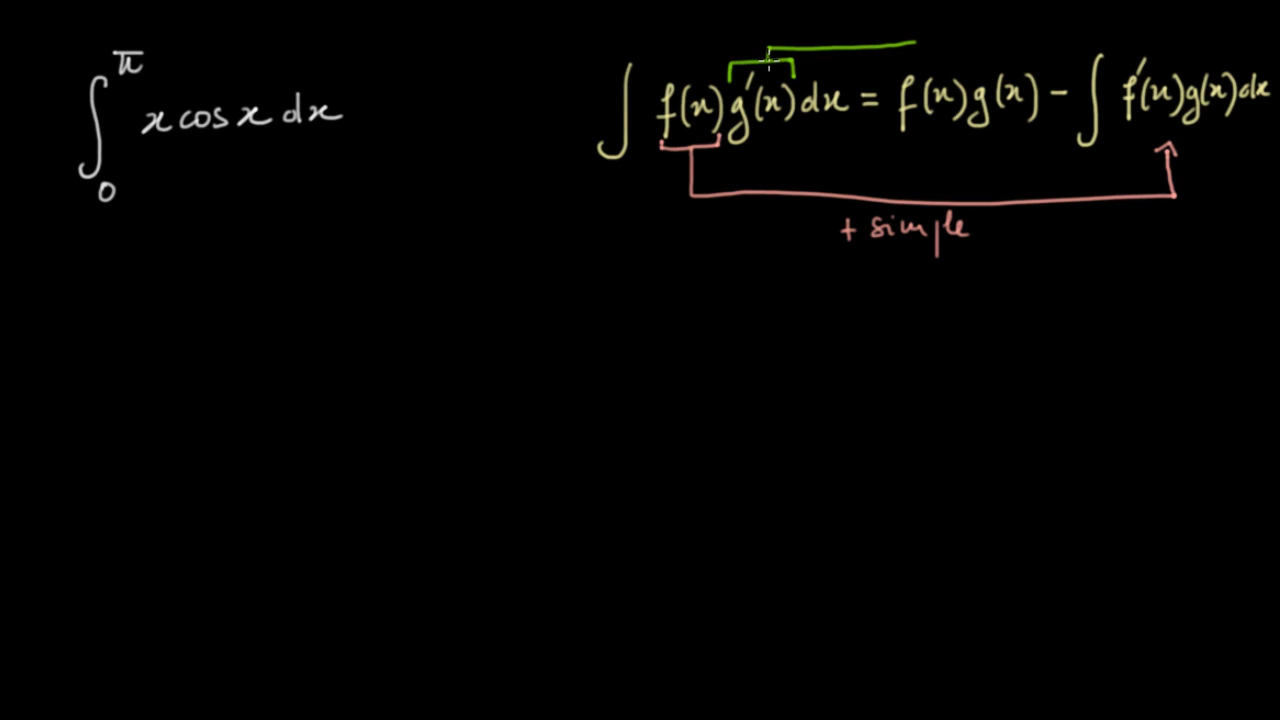 ∫₀^π x cos x dx
∫ f(x) g'(x) dx = f(x) g(x) − ∫ f'(x) g(x) dx
+ simple